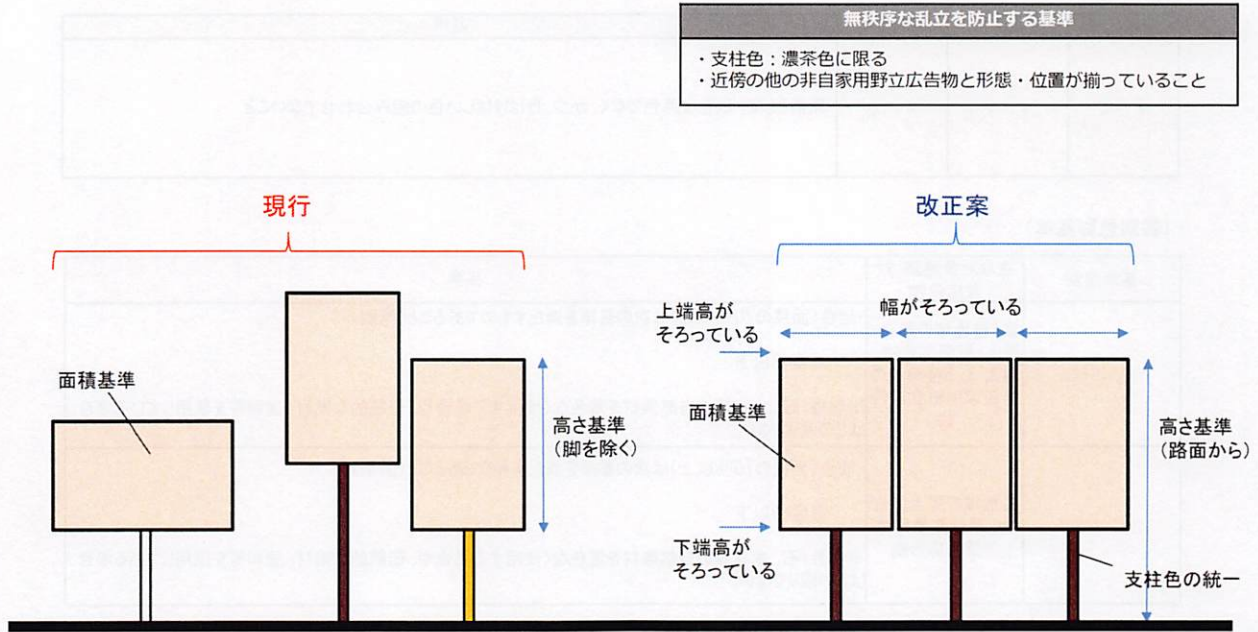 無秩序な乱立を防止する基準
・支柱色：濃茶色に限る
・近傍の他の非自家用野立広告物と形態・位置が揃っていること
現行
面積基準
高さ基準
（脚を除く）
改正案
上端高が
そろっている
幅がそろっている
面積基準
高さ基準
（路面から）
下端高が
そろっている
支柱色の統一